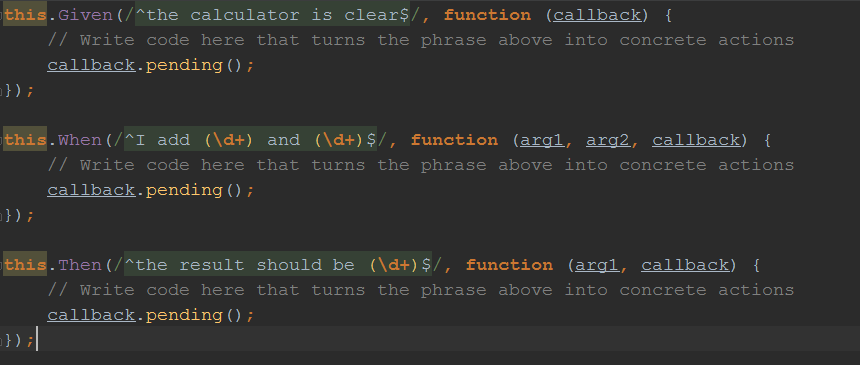 this.Given(/^the calculator is clear$/, function (callback) {
// Write code here that turns the phrase above into concrete actions
callback.pending();
});
this.When(/^I add (\d+) and (\d+)$/, function (arg1, arg2, callback) {
// Write code here that turns the phrase above into concrete actions
callback.pending();
});
this.Then(/^the result should be (\d+)$/, function (arg1, callback) {
// Write code here that turns the phrase above into concrete actions
callback.pending();
});